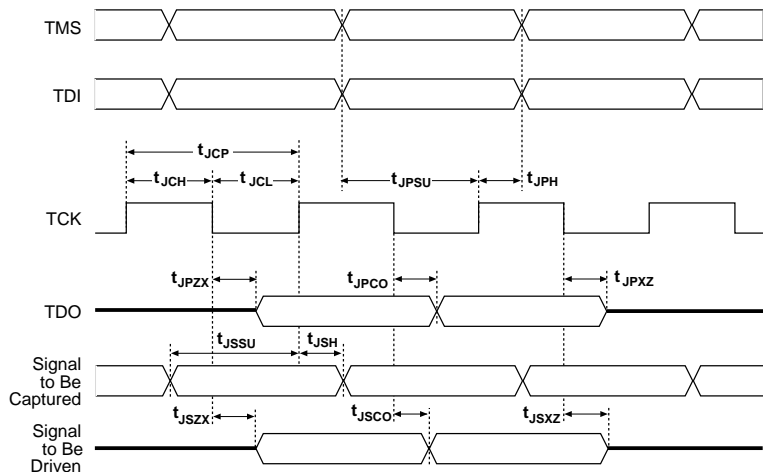 TMS
TDI
tJCP
tJCH
tJCL
tJPSU
tJPH
TCK
tJPZX
tJPCO
tJPXZ
TDO
tJSSU
tJSH
Signal
to Be
Captured
tJSZX
tJSCO
tJSXZ
Signal
to Be
Driven